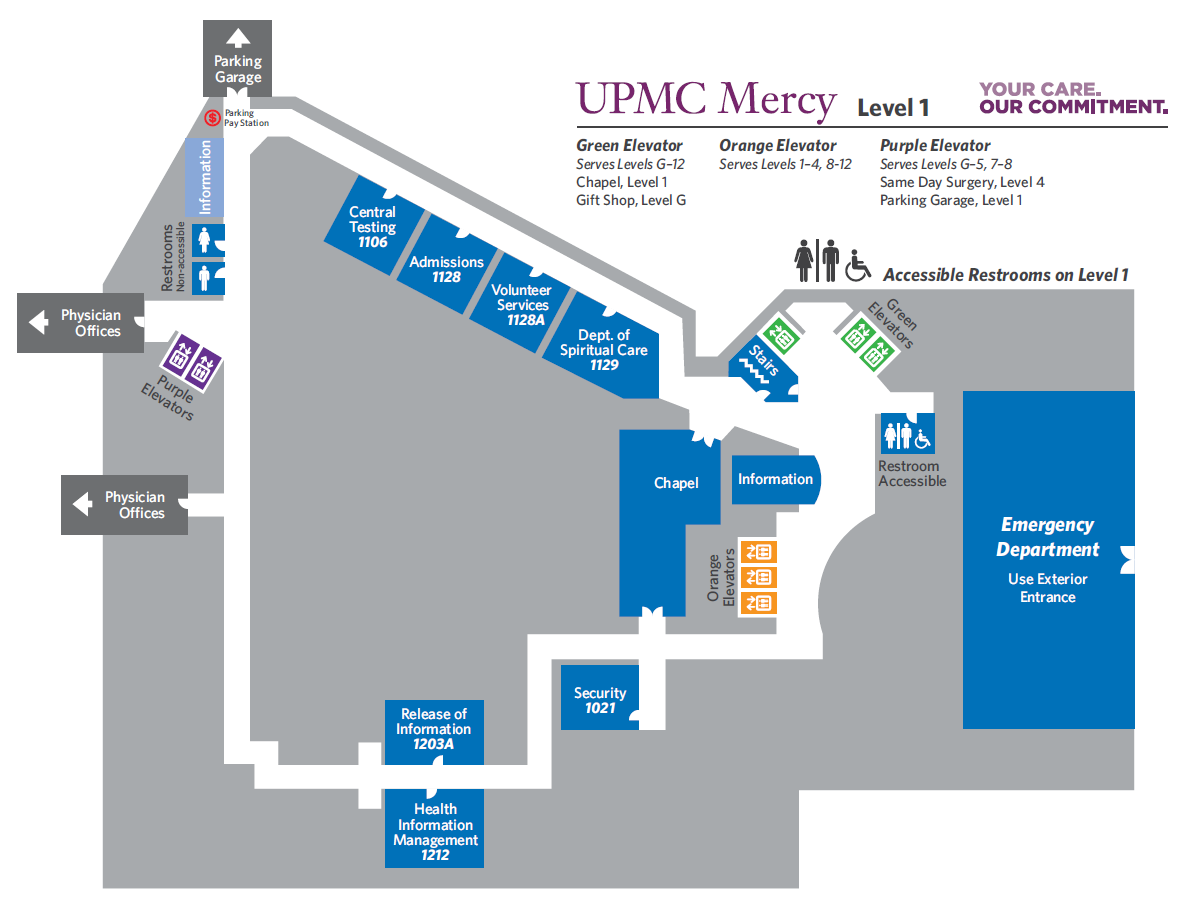 Parking
Garage
$
Parking
Pay Station
UPMC Mercy Level 1
YOUR CARE.
OUR COMMITMENT.
Green Elevator
Serves Levels G–12
Chapel, Level 1
Gift Shop, Level G
Orange Elevator
Serves Levels 1–4, 8-12
Purple Elevator
Serves Levels G–5, 7–8
Same Day Surgery, Level 4
Parking Garage, Level 1
Accessible Restrooms on Level 1
Information
Restrooms
Non-accessible
Central
Testing
1106
Admissions
1128
Volunteer
Services
1128A
Dept. of
Spiritual Care
1129
Physician
Offices
Purple
Elevators
Stairs
Green
Elevators
Restroom
Accessible
Physician
Offices
Chapel
Information
Orange
Elevators
Emergency
Department
Use Exterior
Entrance
Security
1021
Release of
Information
1203A
Health
Information
Management
1212